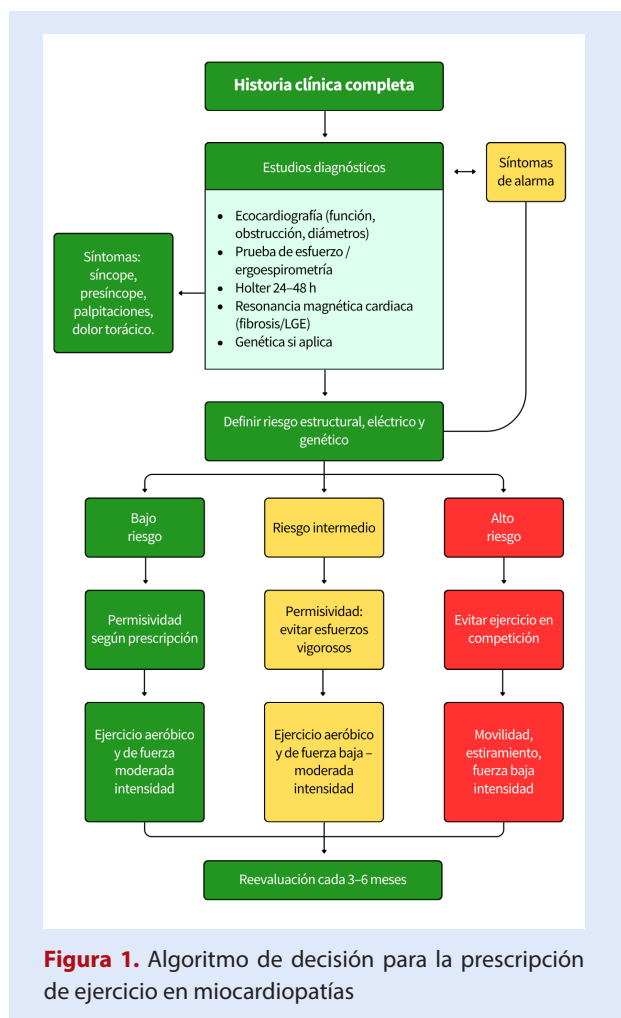 Historia clínica completa
Estudios diagnósticos
Síntomas
de alarma
• Ecocardiografía (función,
obstrucción, diámetros)
• Prueba de esfuerzo /
ergoespirometría
• Holter 24–48 h
• Resonancia magnética cardiaca
(fibrosis/LGE)
• Genética si aplica
Síntomas:
síncope,
presíncope,
palpitaciones,
dolor torácico.
Definir riesgo estructural, eléctrico y
genético
Bajo
riesgo
Riesgo intermedio
Alto
riesgo
Permisividad
según prescripción
Permisividad:
evitar esfuerzos
vigorosos
Evitar ejercicio en
competición
Ejercicio aeróbico
y de fuerza
moderada
intensidad
Ejercicio aeróbico
y de fuerza baja –
moderada
intensidad
Movilidad,
estiramiento,
fuerza baja
intensidad
Reevaluación cada 3–6 meses
Figura 1. Algoritmo de decisión para la prescripción
de ejercicio en miocardiopatías